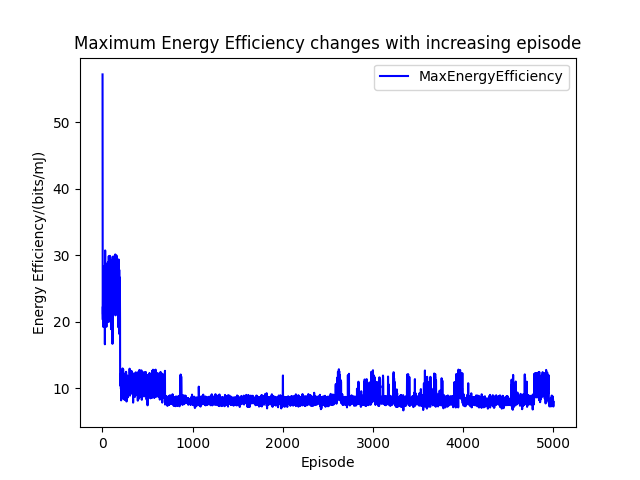 Maximum Energy Efficiency changes with increasing episode
MaxEnergyEfficiency
Energy Efficiency/(bits/mJ)
50
40
30
20
10
0
1000
2000
3000
4000
5000
Episode